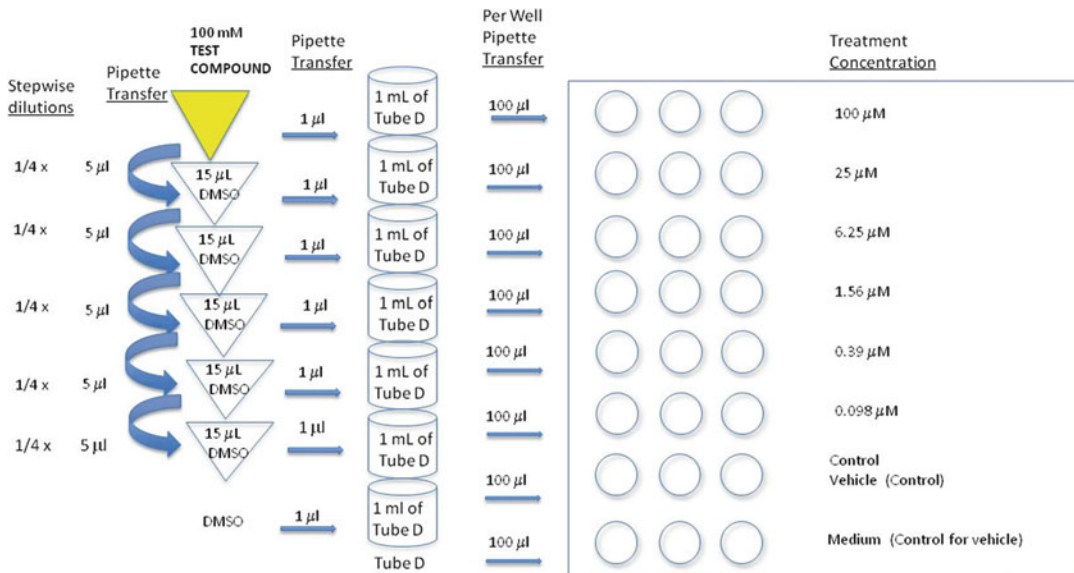 100 mM
TEST
COMPOUND
Pipette
Transfer
Per Well
Pipette
Transfer
Treatment
Concentration
Stepwise
dilutions
Pipette
Transfer
1 μl
1 mL of
Tube D
100 μl
100 μM
1/4 x
5 μl
15 μL
DMSO
1 μl
1 mL of
Tube D
100 μl
25 μM
1/4 x
5 μl
15 μL
DMSO
1 μl
1 mL of
Tube D
100 μl
6.25 μM
1/4 x
5 μl
15 μL
DMSO
1 μl
1 mL of
Tube D
100 μl
1.56 μM
1/4 x
5 μl
15 μL
DMSO
1 μl
1 mL of
Tube D
100 μl
0.39 μM
1/4 x
5 μl
15 μL
DMSO
1 μl
1 mL of
Tube D
100 μl
0.098 μM
DMSO
1 μl
1 ml of
Tube D
100 μl
Control
Vehicle (Control)
Tube D
100 μl
Medium (Control for vehicle)